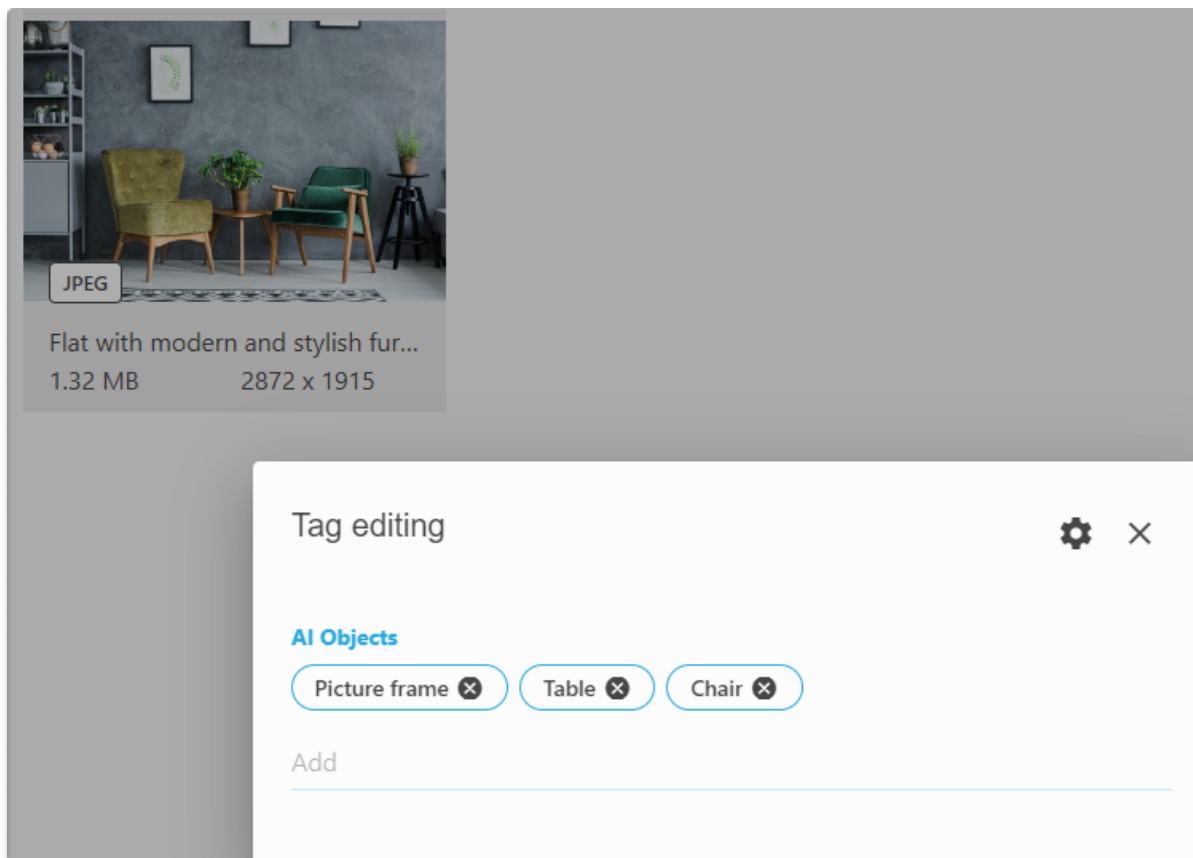 JPEG
Flat with modern and stylish fur...
1.32 MB 2872 x 1915
Tag editing
AI Objects
Picture frame Table Chair
Add